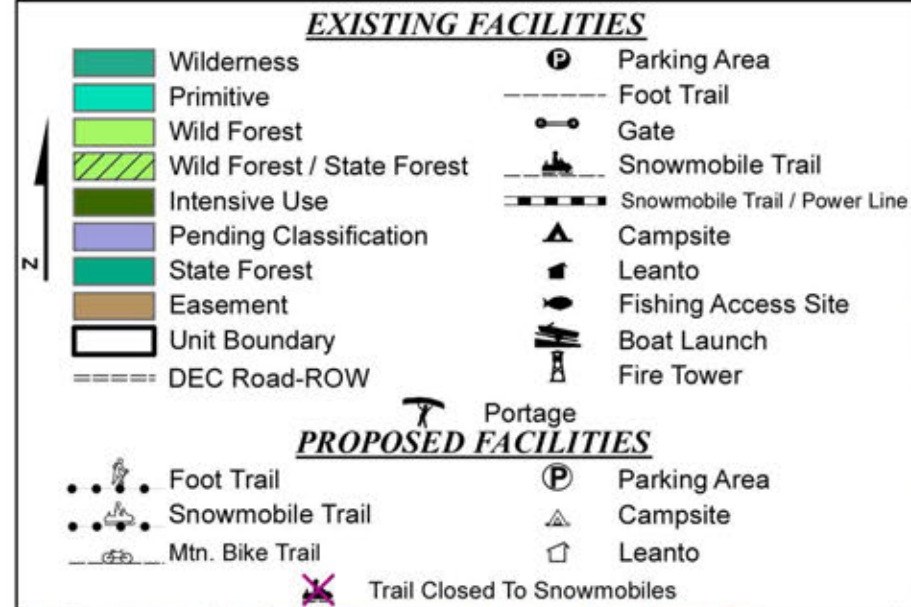 EXISTING FACILITIES
Wilderness
Primitive
Wild Forest
Wild Forest / State Forest
Intensive Use
Pending Classification
State Forest
Easement
Unit Boundary
DEC Road-ROW
P Parking Area
Foot Trail
Gate
Snowmobile Trail
Snowmobile Trail / Power Line
Campsite
Leanto
Fishing Access Site
Boat Launch
Fire Tower
Portage
N
PROPOSED FACILITIES
Foot Trail
Snowmobile Trail
Mtn. Bike Trail
P Parking Area
Campsite
Leanto
Trail Closed To Snowmobiles